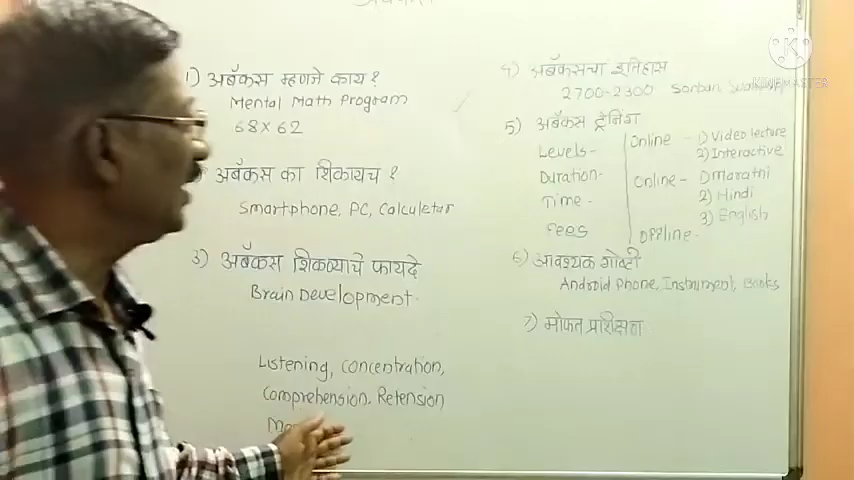 1) अबॅकस म्हणजे काय ?
Mental Math Program
68 x 62
अबॅकस का शिकायच ?
Smartphone, PC, Calculator
3) अबॅकस शिकण्याचे फायदे
Brain Development.
Listening, Concentration,
Comprehension. Retension
4) अबॅकसचा इतिहास
2700-2300
5) अबॅकस ट्रेनिंग
Levels-
Duration-
Time -
Fees
Online - 1) Video lecture
2) Interactive
Online - 1) Marathi
2) Hindi
3) English
Offline -
6) आवश्यक गोष्टी
Android Phone, Instrument, Books
7) मोफत प्रशिक्षण
KINEMASTER